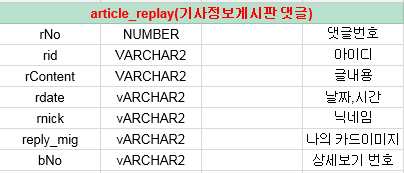 article_replay(기사정보게시판 댓글)
rNo NUMBER 댓글번호
rid VARCHAR2 아이디
rContent VARCHAR2 글내용
rdate vARCHAR2 날짜,시간
rnick vARCHAR2 닉네임
reply_mig vARCHAR2 나의 카드이미지
bNo vARCHAR2 상세보기 번호